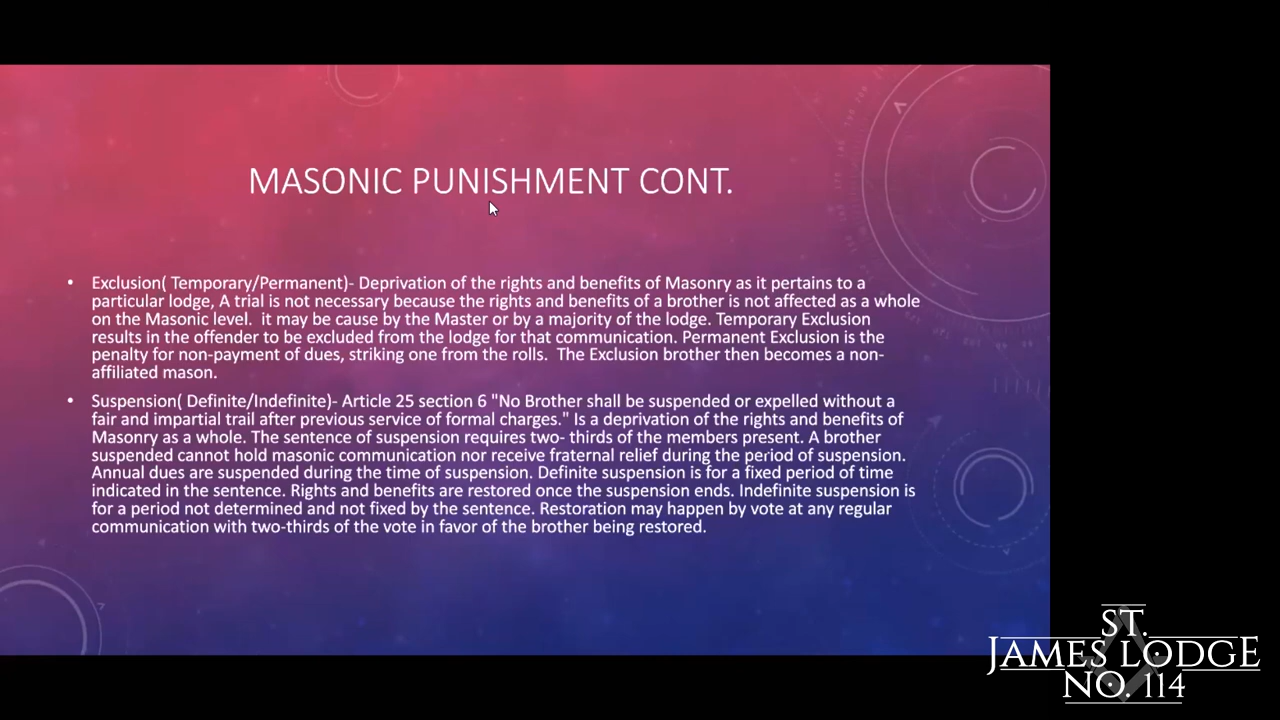 MASONIC PUNISHMENT CONT.
• Exclusion( Temporary/Permanent)- Deprivation of the rights and benefits of Masonry as it pertains to a
particular lodge, A trial is not necessary because the rights and benefits of a brother is not affected as a whole
on the Masonic level.  it may be cause by the Master or by a majority of the lodge. Temporary Exclusion
results in the offender to be excluded from the lodge for that communication. Permanent Exclusion is the
penalty for non-payment of dues, striking one from the rolls.  The Exclusion brother then becomes a non-
affiliated mason.
• Suspension( Definite/Indefinite)- Article 25 section 6 "No Brother shall be suspended or expelled without a
fair and impartial trail after previous service of formal charges." Is a deprivation of the rights and benefits of
Masonry as a whole. The sentence of suspension requires two- thirds of the members present. A brother
suspended cannot hold masonic communication nor receive fraternal relief during the period of suspension.
Annual dues are suspended during the time of suspension. Definite suspension is for a fixed period of time
indicated in the sentence. Rights and benefits are restored once the suspension ends. Indefinite suspension is
for a period not determined and not fixed by the sentence. Restoration may happen by vote at any regular
communication with two-thirds of the vote in favor of the brother being restored.
ST.
JAMES LODGE
NO. 114